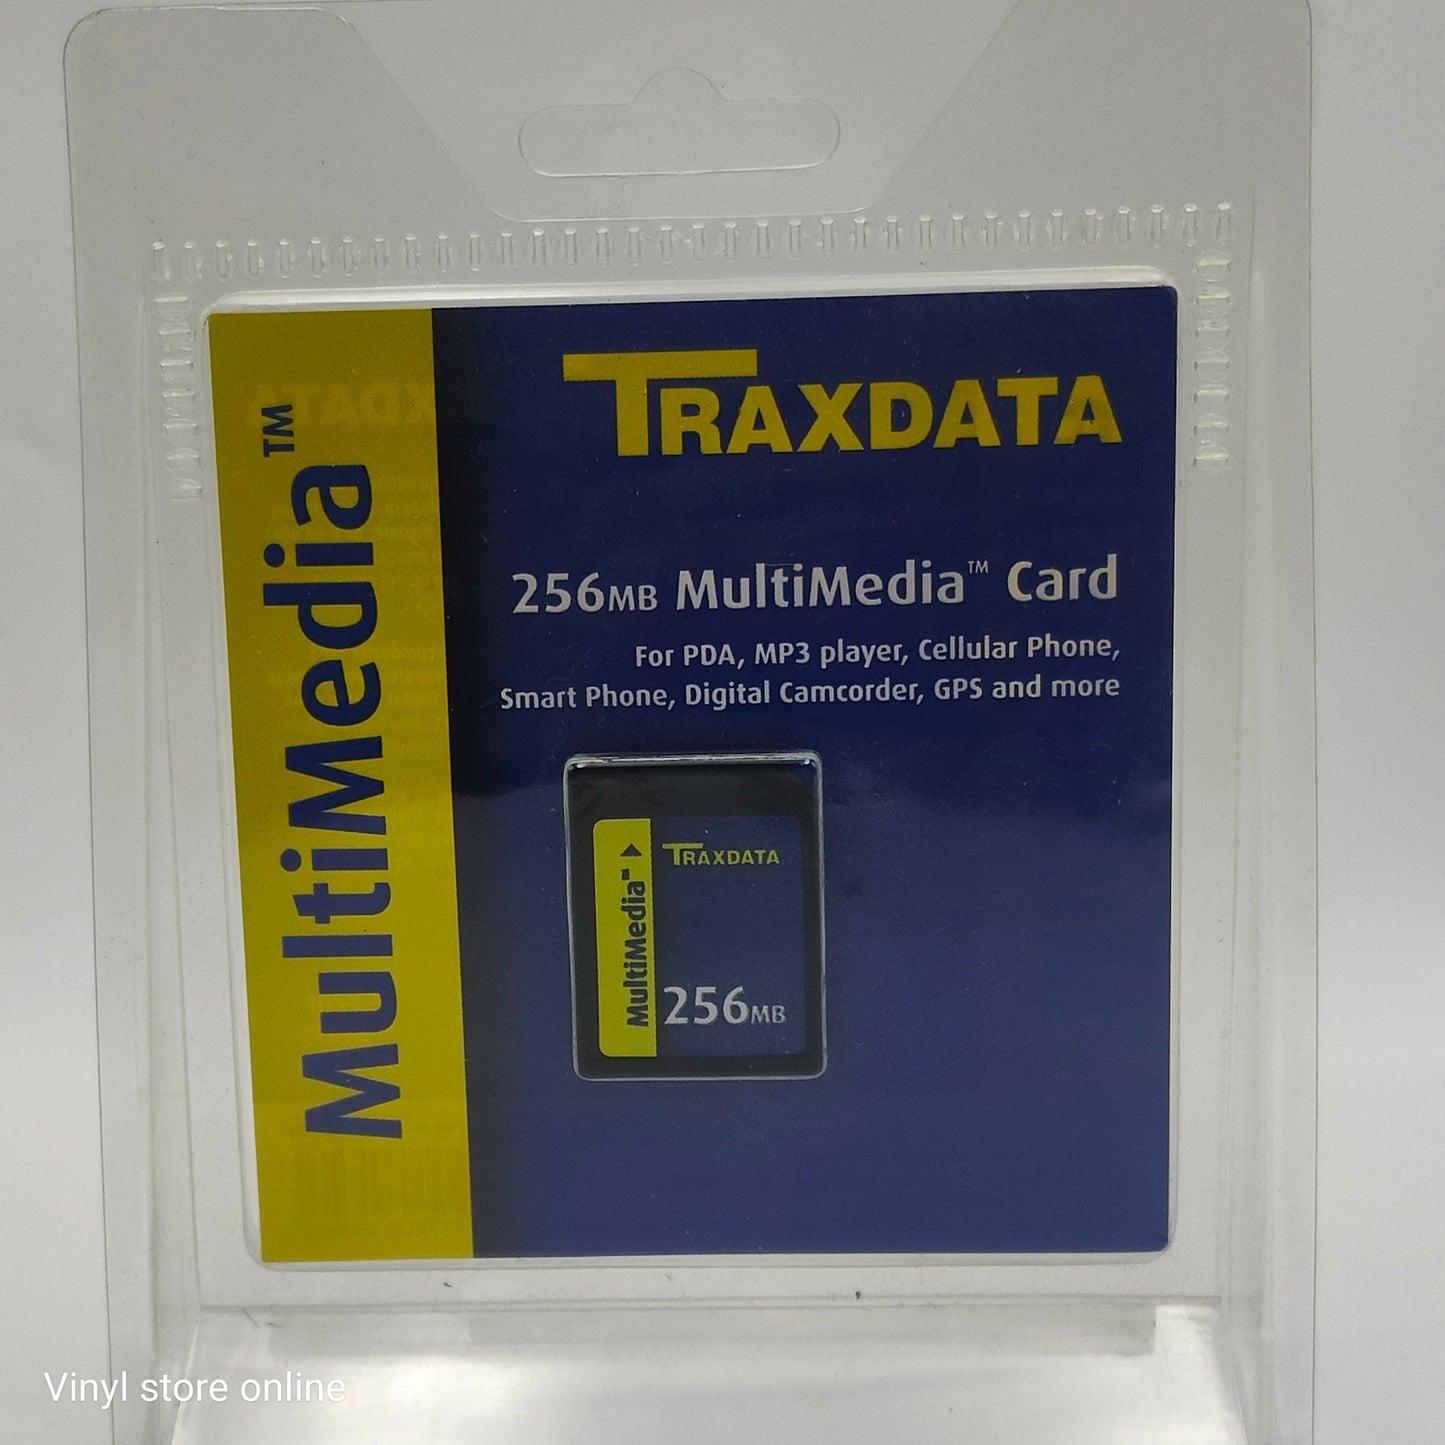 TRAXDATA
MultiMedia™
256MB MultiMedia™ Card
For PDA, MP3 player, Cellular Phone,
Smart Phone, Digital Camcorder, GPS and more
TRAXDATA
MultiMedia™
256MB
Vinyl store online